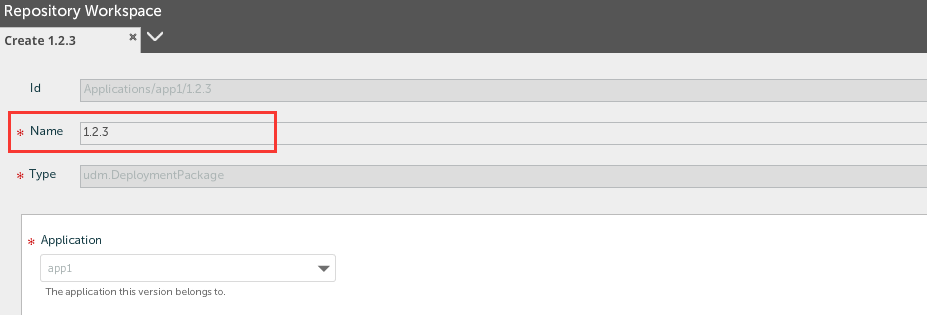 Repository Workspace
Create 1.2.3 ×
Id Applications/app1/1.2.3
* Name 1.2.3
* Type udm.DeploymentPackage
* Application
app1
The application this version belongs to.